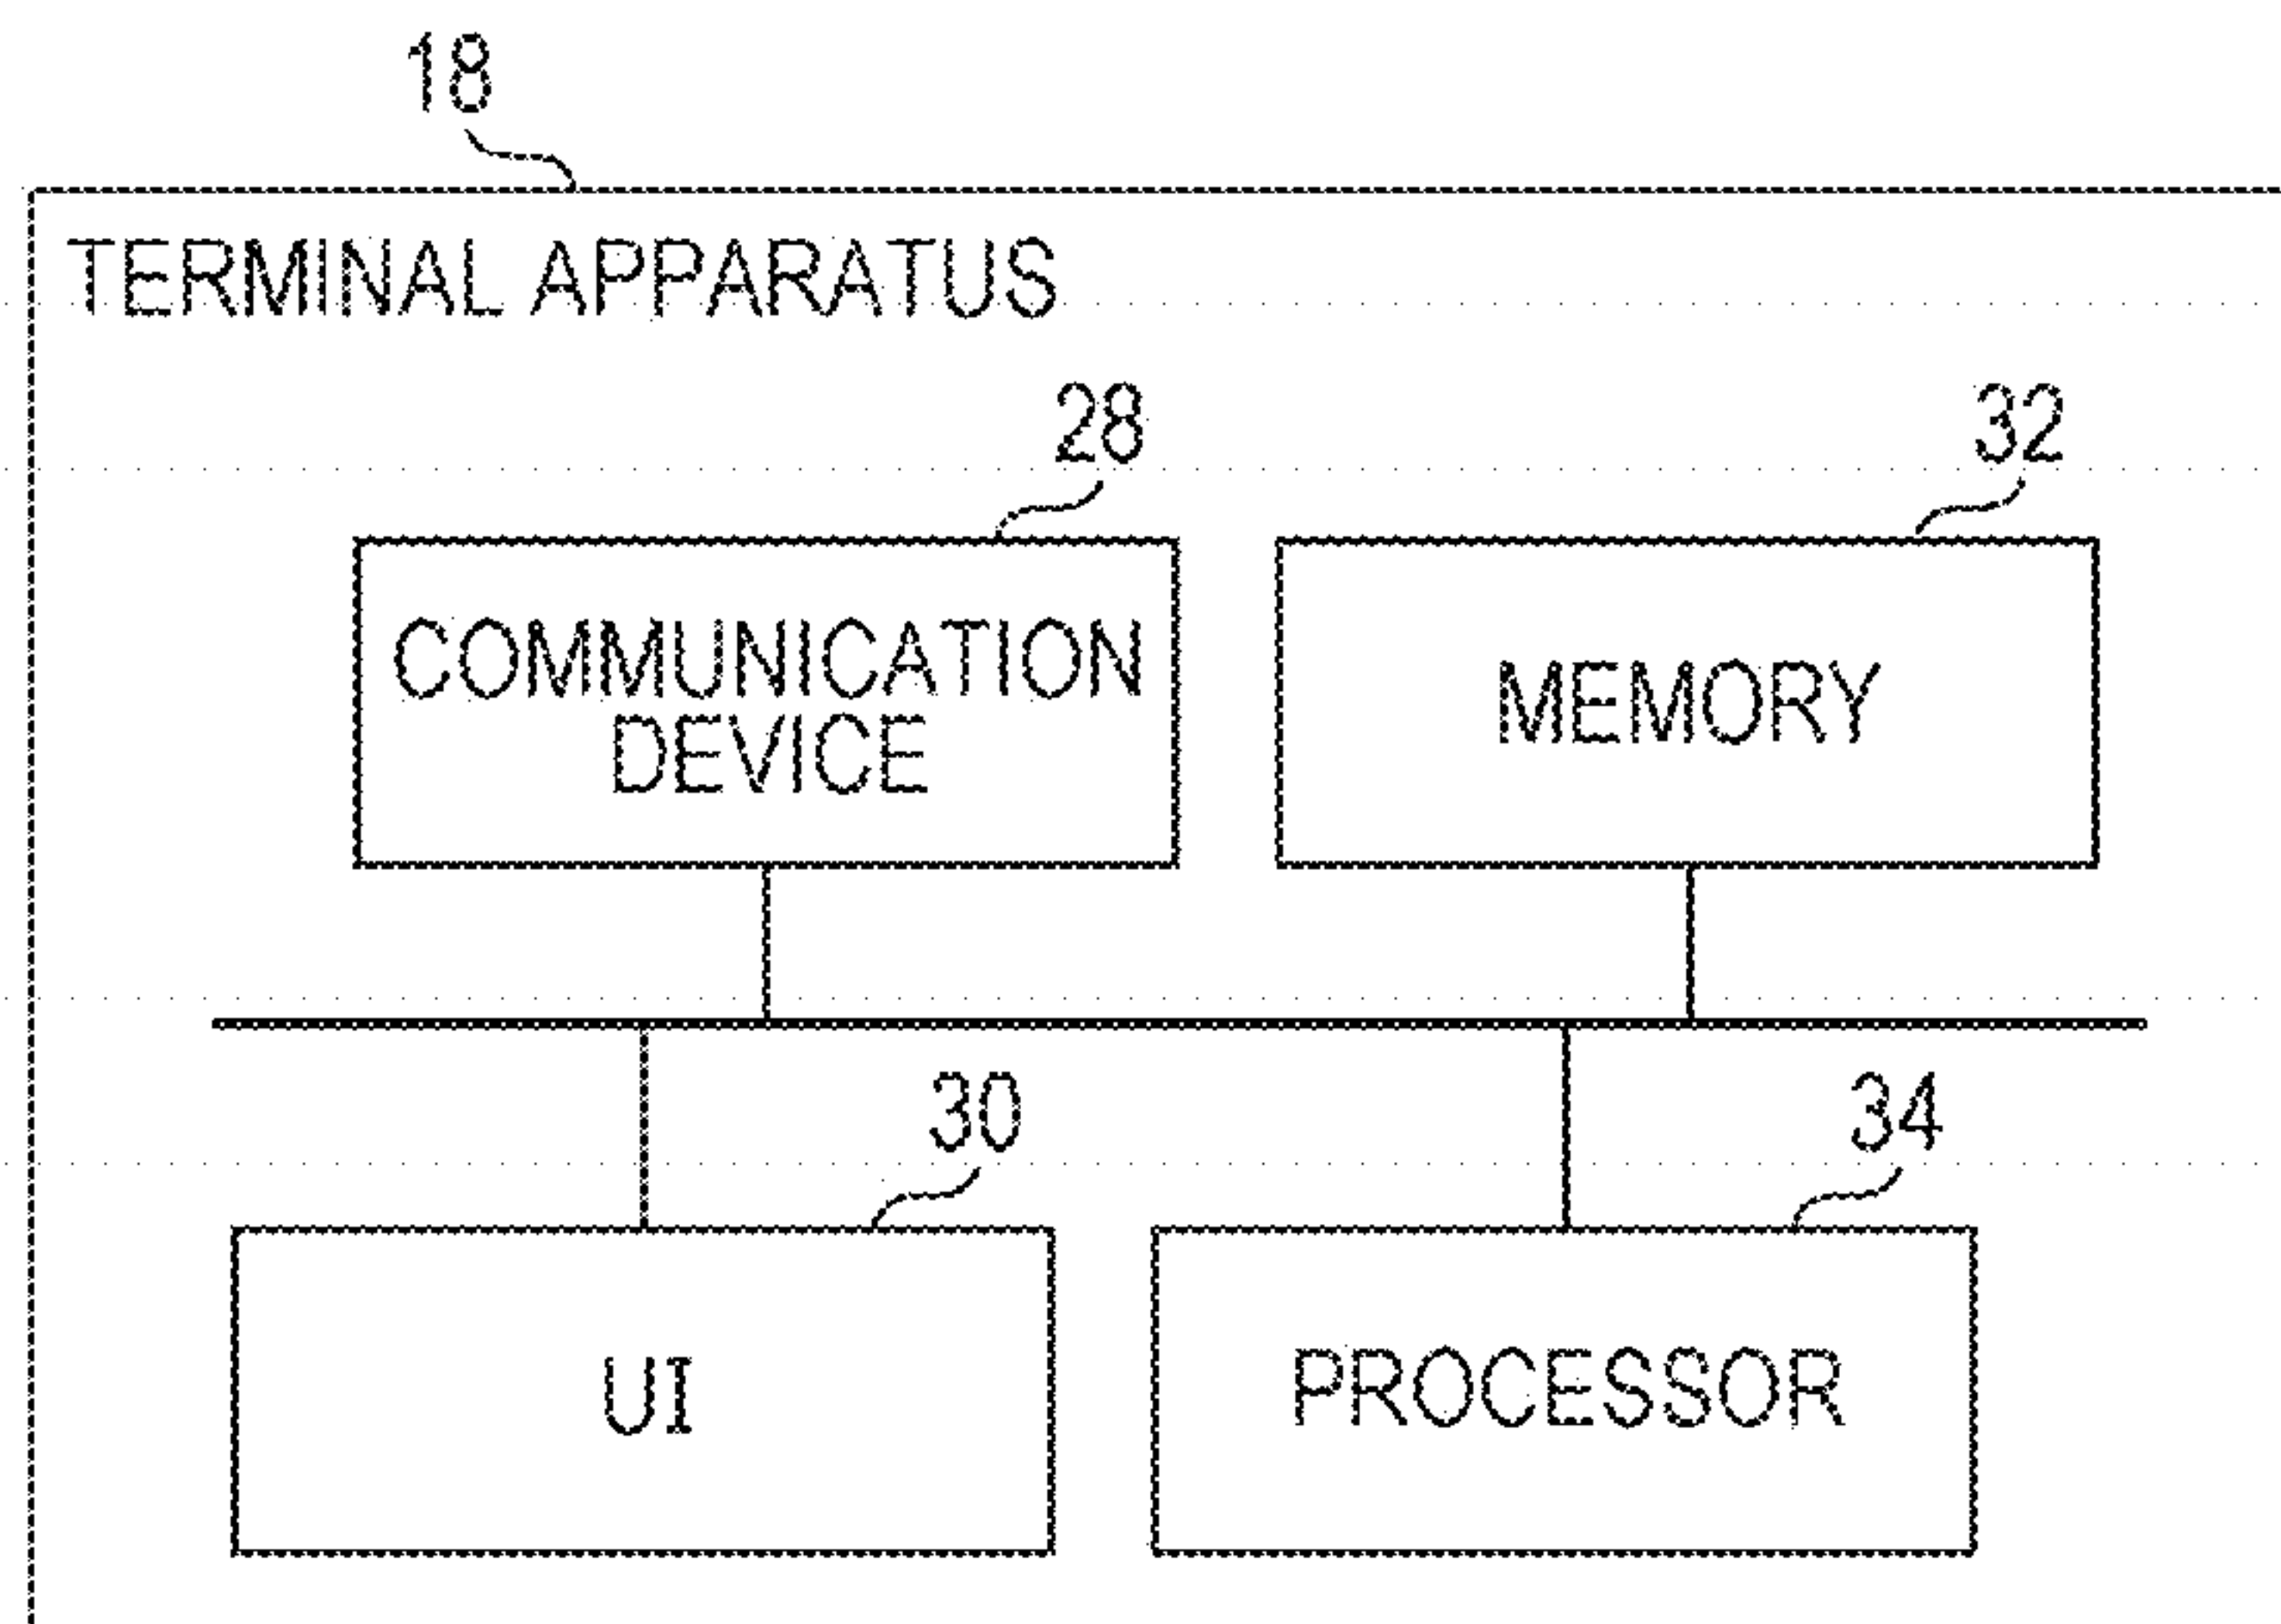 18
TERMINAL APPARATUS
28
32
COMMUNICATION
DEVICE
MEMORY
30
34
UI
PROCESSOR